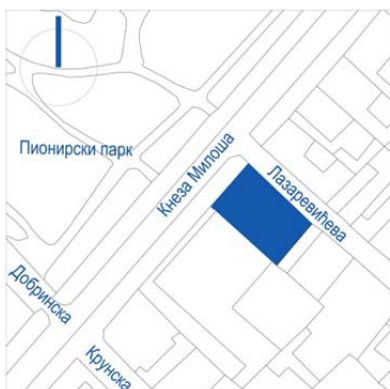 Пионирски парк
Кнеза Милоша
Лазаревићева
Добринска
Крунска